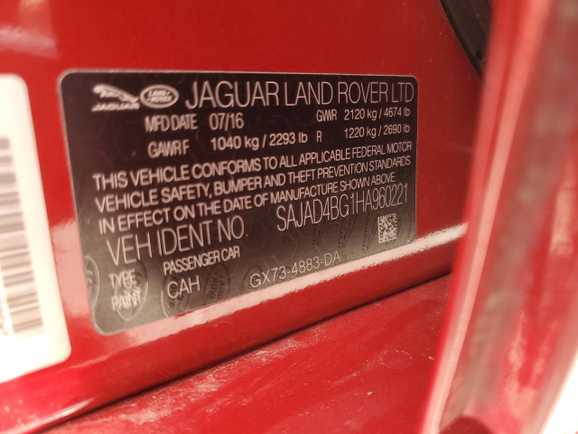 JAGUAR LAND-ROVER JAGUAR LAND ROVER LTD
MFD DATE 07/16 GWR 2120 kg / 4674 lb
GAWR F 1040 kg / 2293 lb R 1220 kg / 2690 lb
THIS VEHICLE CONFORMS TO ALL APPLICABLE FEDERAL MOTOR
VEHICLE SAFETY, BUMPER AND THEFT PREVENTION STANDARDS
IN EFFECT ON THE DATE OF MANUFACTURE SHOWN ABOVE
VEH IDENT NO. SAJAD4BG1HA960221
TYPE PASSENGER CAR
PAINT CAH GX73-4883-DA